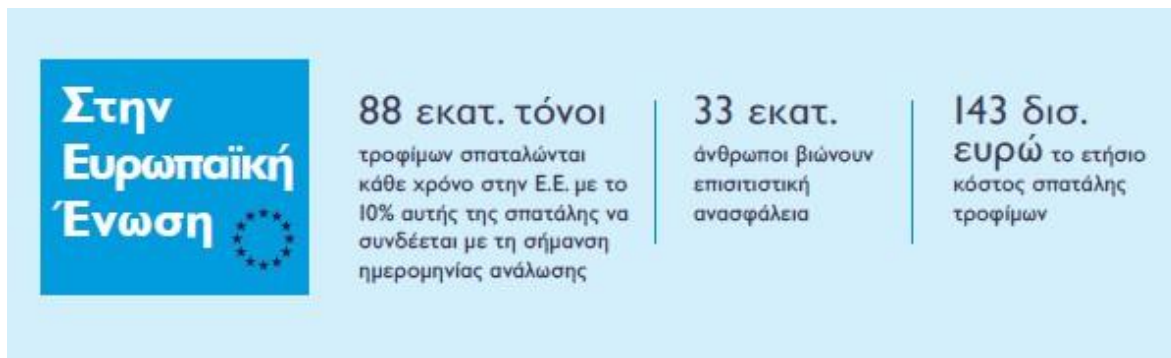 Στην
Ευρωπαϊκή
Ένωση
88 εκατ. τόνοι
τροφίμων σπαταλώνται
κάθε χρόνο στην Ε.Ε. με το
10% αυτής της σπατάλης να
συνδέεται με τη σήμανση
ημερομηνίας ανάλωσης
33 εκατ.
άνθρωποι βιώνουν
επισιτιστική
ανασφάλεια
143 δισ.
ευρώ το ετήσιο
κόστος σπατάλης
τροφίμων